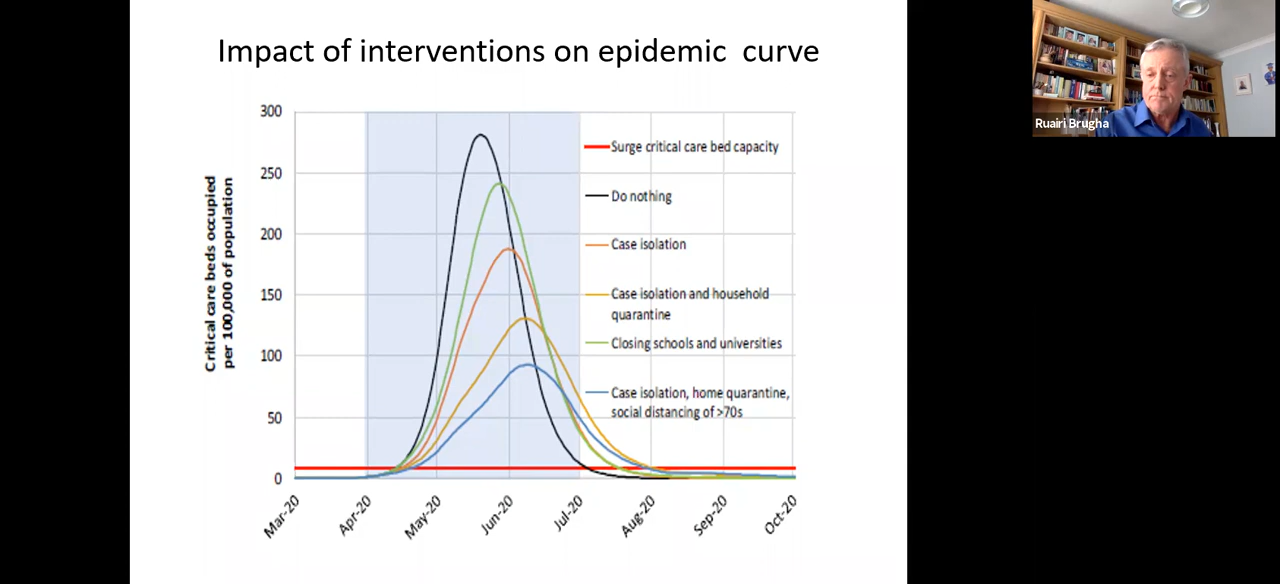 Impact of interventions on epidemic curve
Ruairi Brugha
Critical care beds occupied
per 100,000 of population
300
250
200
150
100
50
0
Mar-20
Apr-20
May-20
Jun-20
Jul-20
Aug-20
Sep-20
Oct-20
Surge critical care bed capacity
Do nothing
Case isolation
Case isolation and household
quarantine
Closing schools and universities
Case isolation, home quarantine,
social distancing of >70s